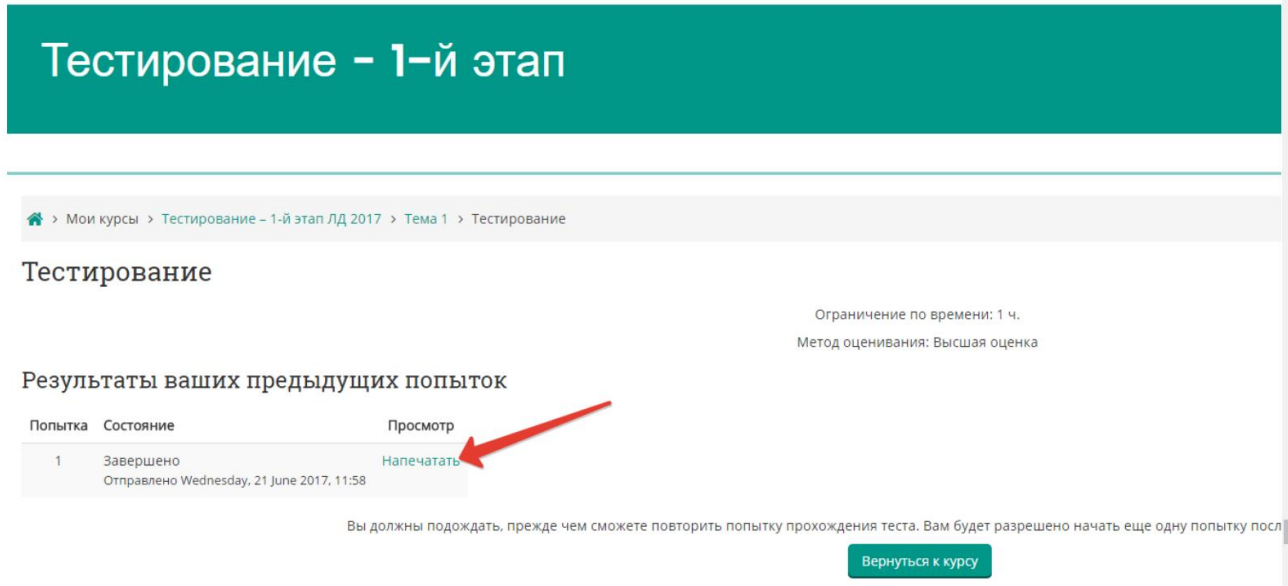 Тестирование - 1-й этап
> Мои курсы > Тестирование – 1-й этап ЛД 2017 > Тема 1 > Тестирование
Тестирование
Ограничение по времени: 1 ч.
Метод оценивания: Высшая оценка
Результаты ваших предыдущих попыток
Попытка Состояние Просмотр
1 Завершено Напечатать
Отправлено Wednesday, 21 June 2017, 11:58
Вы должны подождать, прежде чем сможете повторить попытку прохождения теста. Вам будет разрешено начать еще одну попытку
Вернуться к курсу